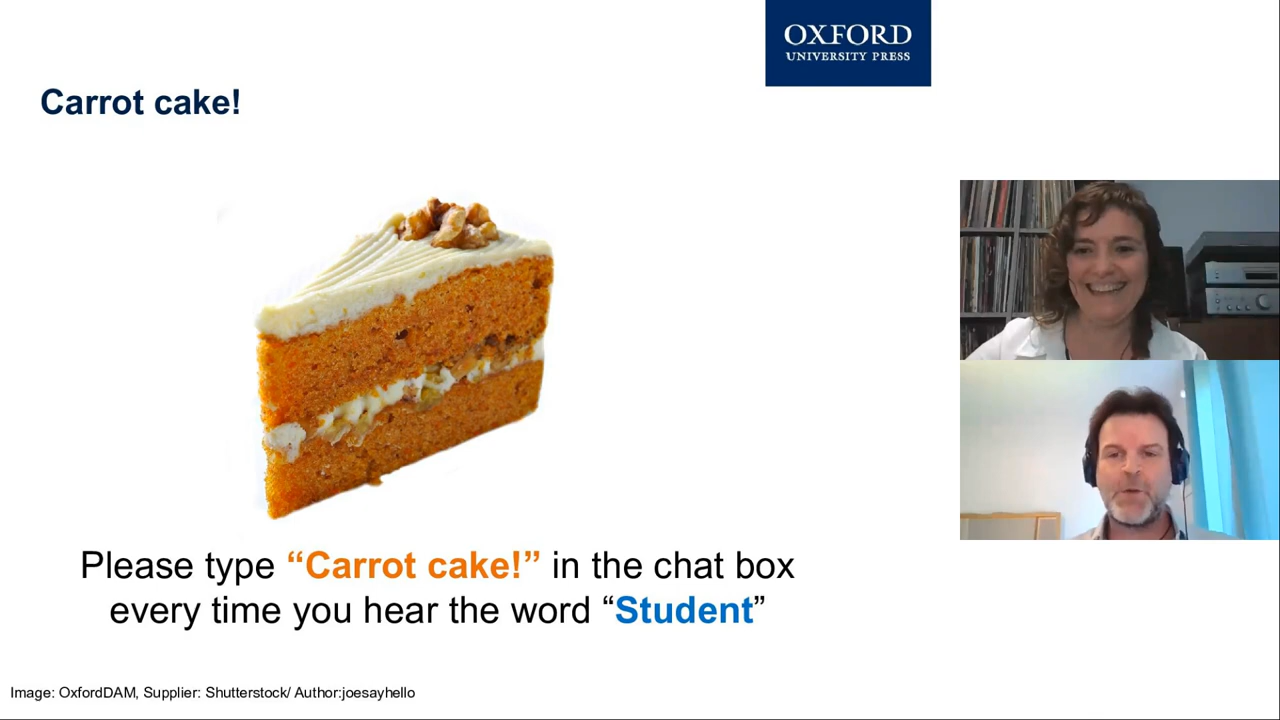 OXFORD
UNIVERSITY PRESS
Carrot cake!
Please type “Carrot cake!” in the chat box
every time you hear the word “Student”
Image: OxfordDAM, Supplier: Shutterstock/ Author:joesayhello